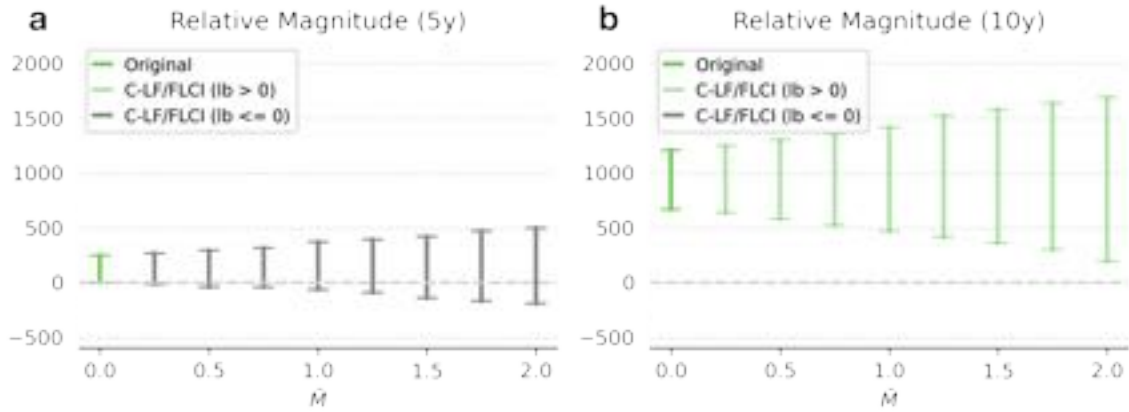 a
Relative Magnitude (5y)
2000
1500
1000
500
0
−500
Original
C-LF/FLCI (lb > 0)
C-LF/FLCI (lb <= 0)
0.0 0.5 1.0 1.5 2.0
M̄
b
Relative Magnitude (10y)
2000
1500
1000
500
0
−500
Original
C-LF/FLCI (lb > 0)
C-LF/FLCI (lb <= 0)
0.0 0.5 1.0 1.5 2.0
M̄